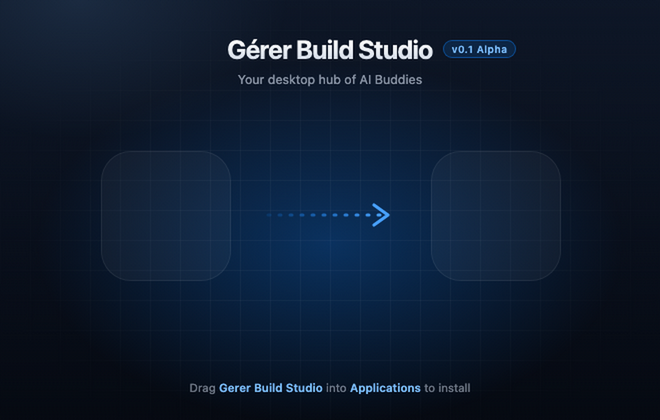 Gérer Build Studio v0.1 Alpha
Your desktop hub of AI Buddies
Drag Gerer Build Studio into Applications to install